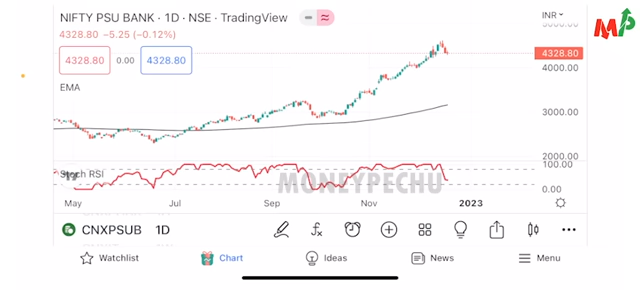 NIFTY PSU BANK · 1D · NSE · TradingView
INR
4328.80 −5.25 (−0.12%)
4328.80 0.00 4328.80
4328.80
4000.00
EMA
3000.00
2000.00
Stoch RSI
100.00
MONEYPECHU
0.00
May Jul Sep Nov 2023
CNXPSUB 1D
Watchlist Chart Ideas News Menu